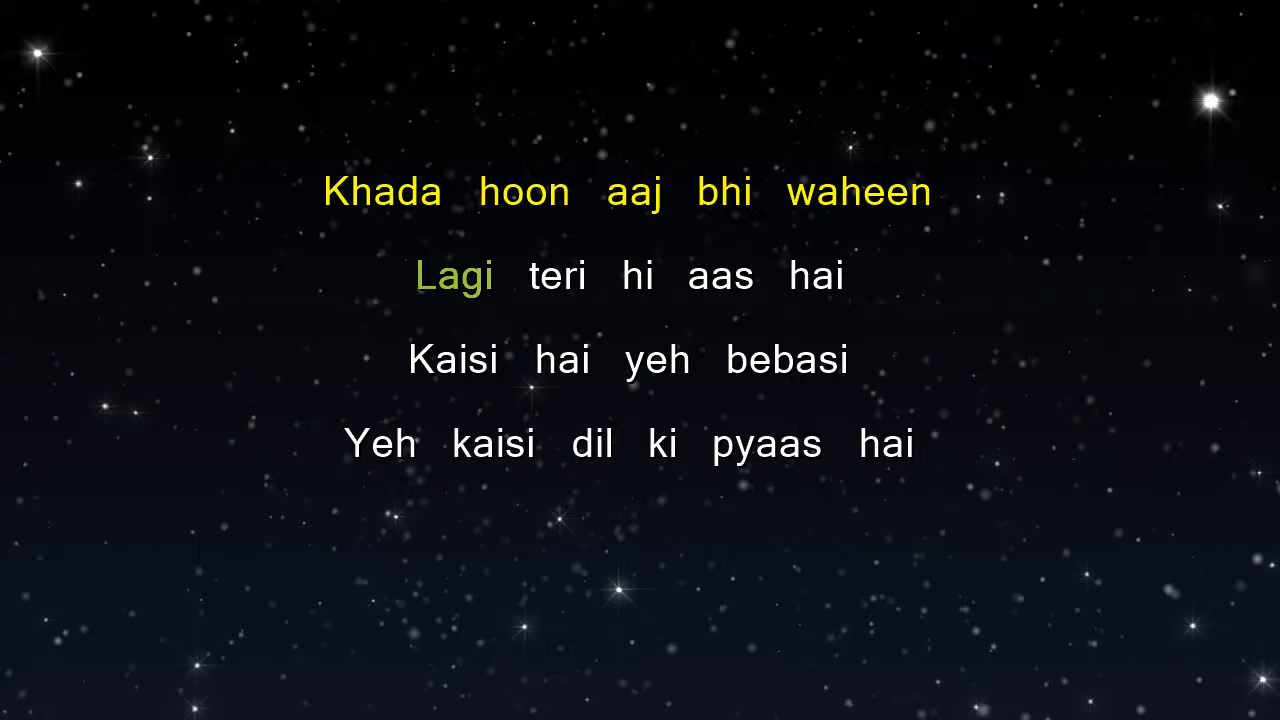 Khada hoon aaj bhi waheen
Lagi teri hi aas hai
Kaisi hai yeh bebasi
Yeh kaisi dil ki pyaas hai